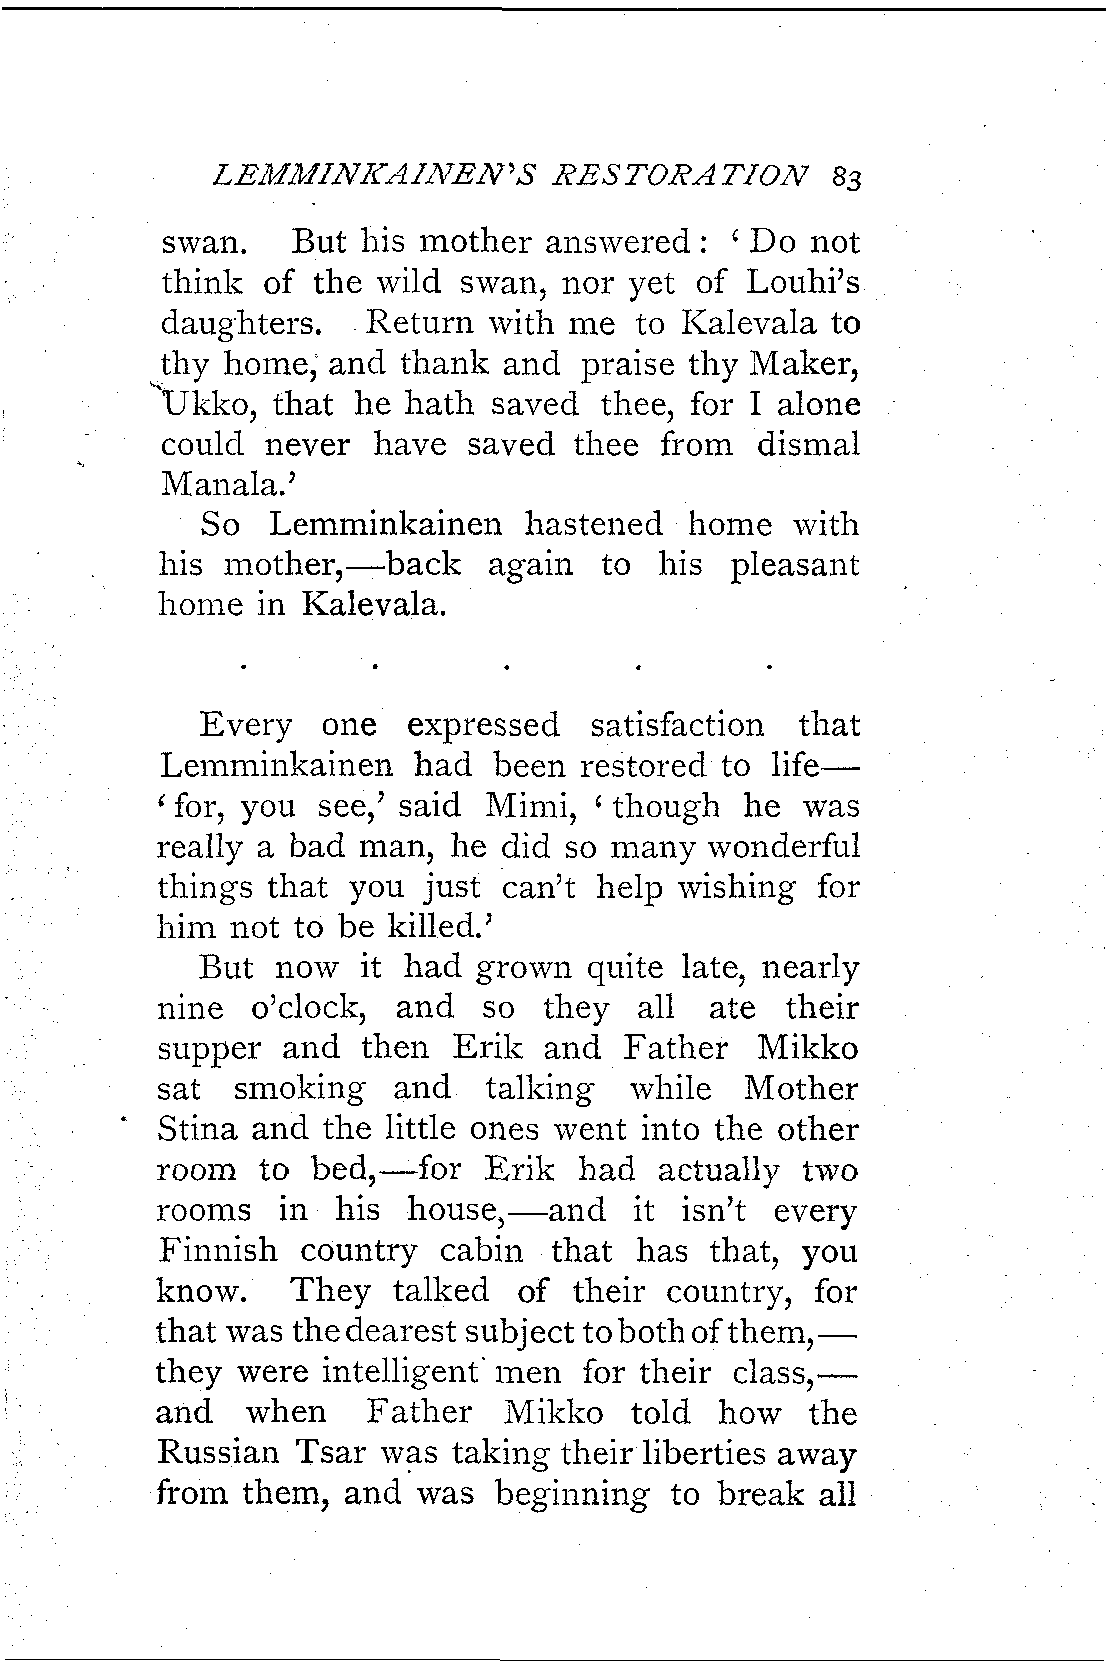 LEMMINKAINEN'S RESTORATION 83
swan. But his mother answered: ‘Do not
think of the wild swan, nor yet of Louhi’s
daughters. Return with me to Kalevala to
thy home, and thank and praise thy Maker,
Ukko, that he hath saved thee, for I alone
could never have saved thee from dismal
Manala.’
So Lemminkainen hastened home with
his mother,—back again to his pleasant
home in Kalevala.
. . . . .
Every one expressed satisfaction that
Lemminkainen had been restored to life—
‘for, you see,’ said Mimi, ‘though he was
really a bad man, he did so many wonderful
things that you just can’t help wishing for
him not to be killed.’
But now it had grown quite late, nearly
nine o’clock, and so they all ate their
supper and then Erik and Father Mikko
sat smoking and talking while Mother
Stina and the little ones went into the other
room to bed,—for Erik had actually two
rooms in his house,—and it isn’t every
Finnish country cabin that has that, you
know. They talked of their country, for
that was the dearest subject to both of them,—
they were intelligent men for their class,—
and when Father Mikko told how the
Russian Tsar was taking their liberties away
from them, and was beginning to break all